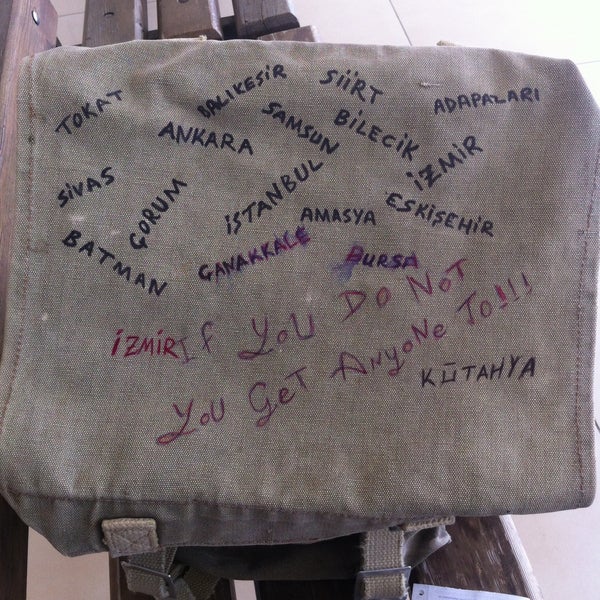 TOKAT
BALIKESİR
SİİRT
ADAPAZARI
ANKARA
SAMSUN
BİLECİK
İZMİR
SİVAS
ÇORUM
İSTANBUL
AMASYA
ESKİŞEHİR
BATMAN
ÇANAKKALE
BURSA
İZMİR
IF YOU DO NOT
YOU GET ANYONE TO!!!
KÜTAHYA